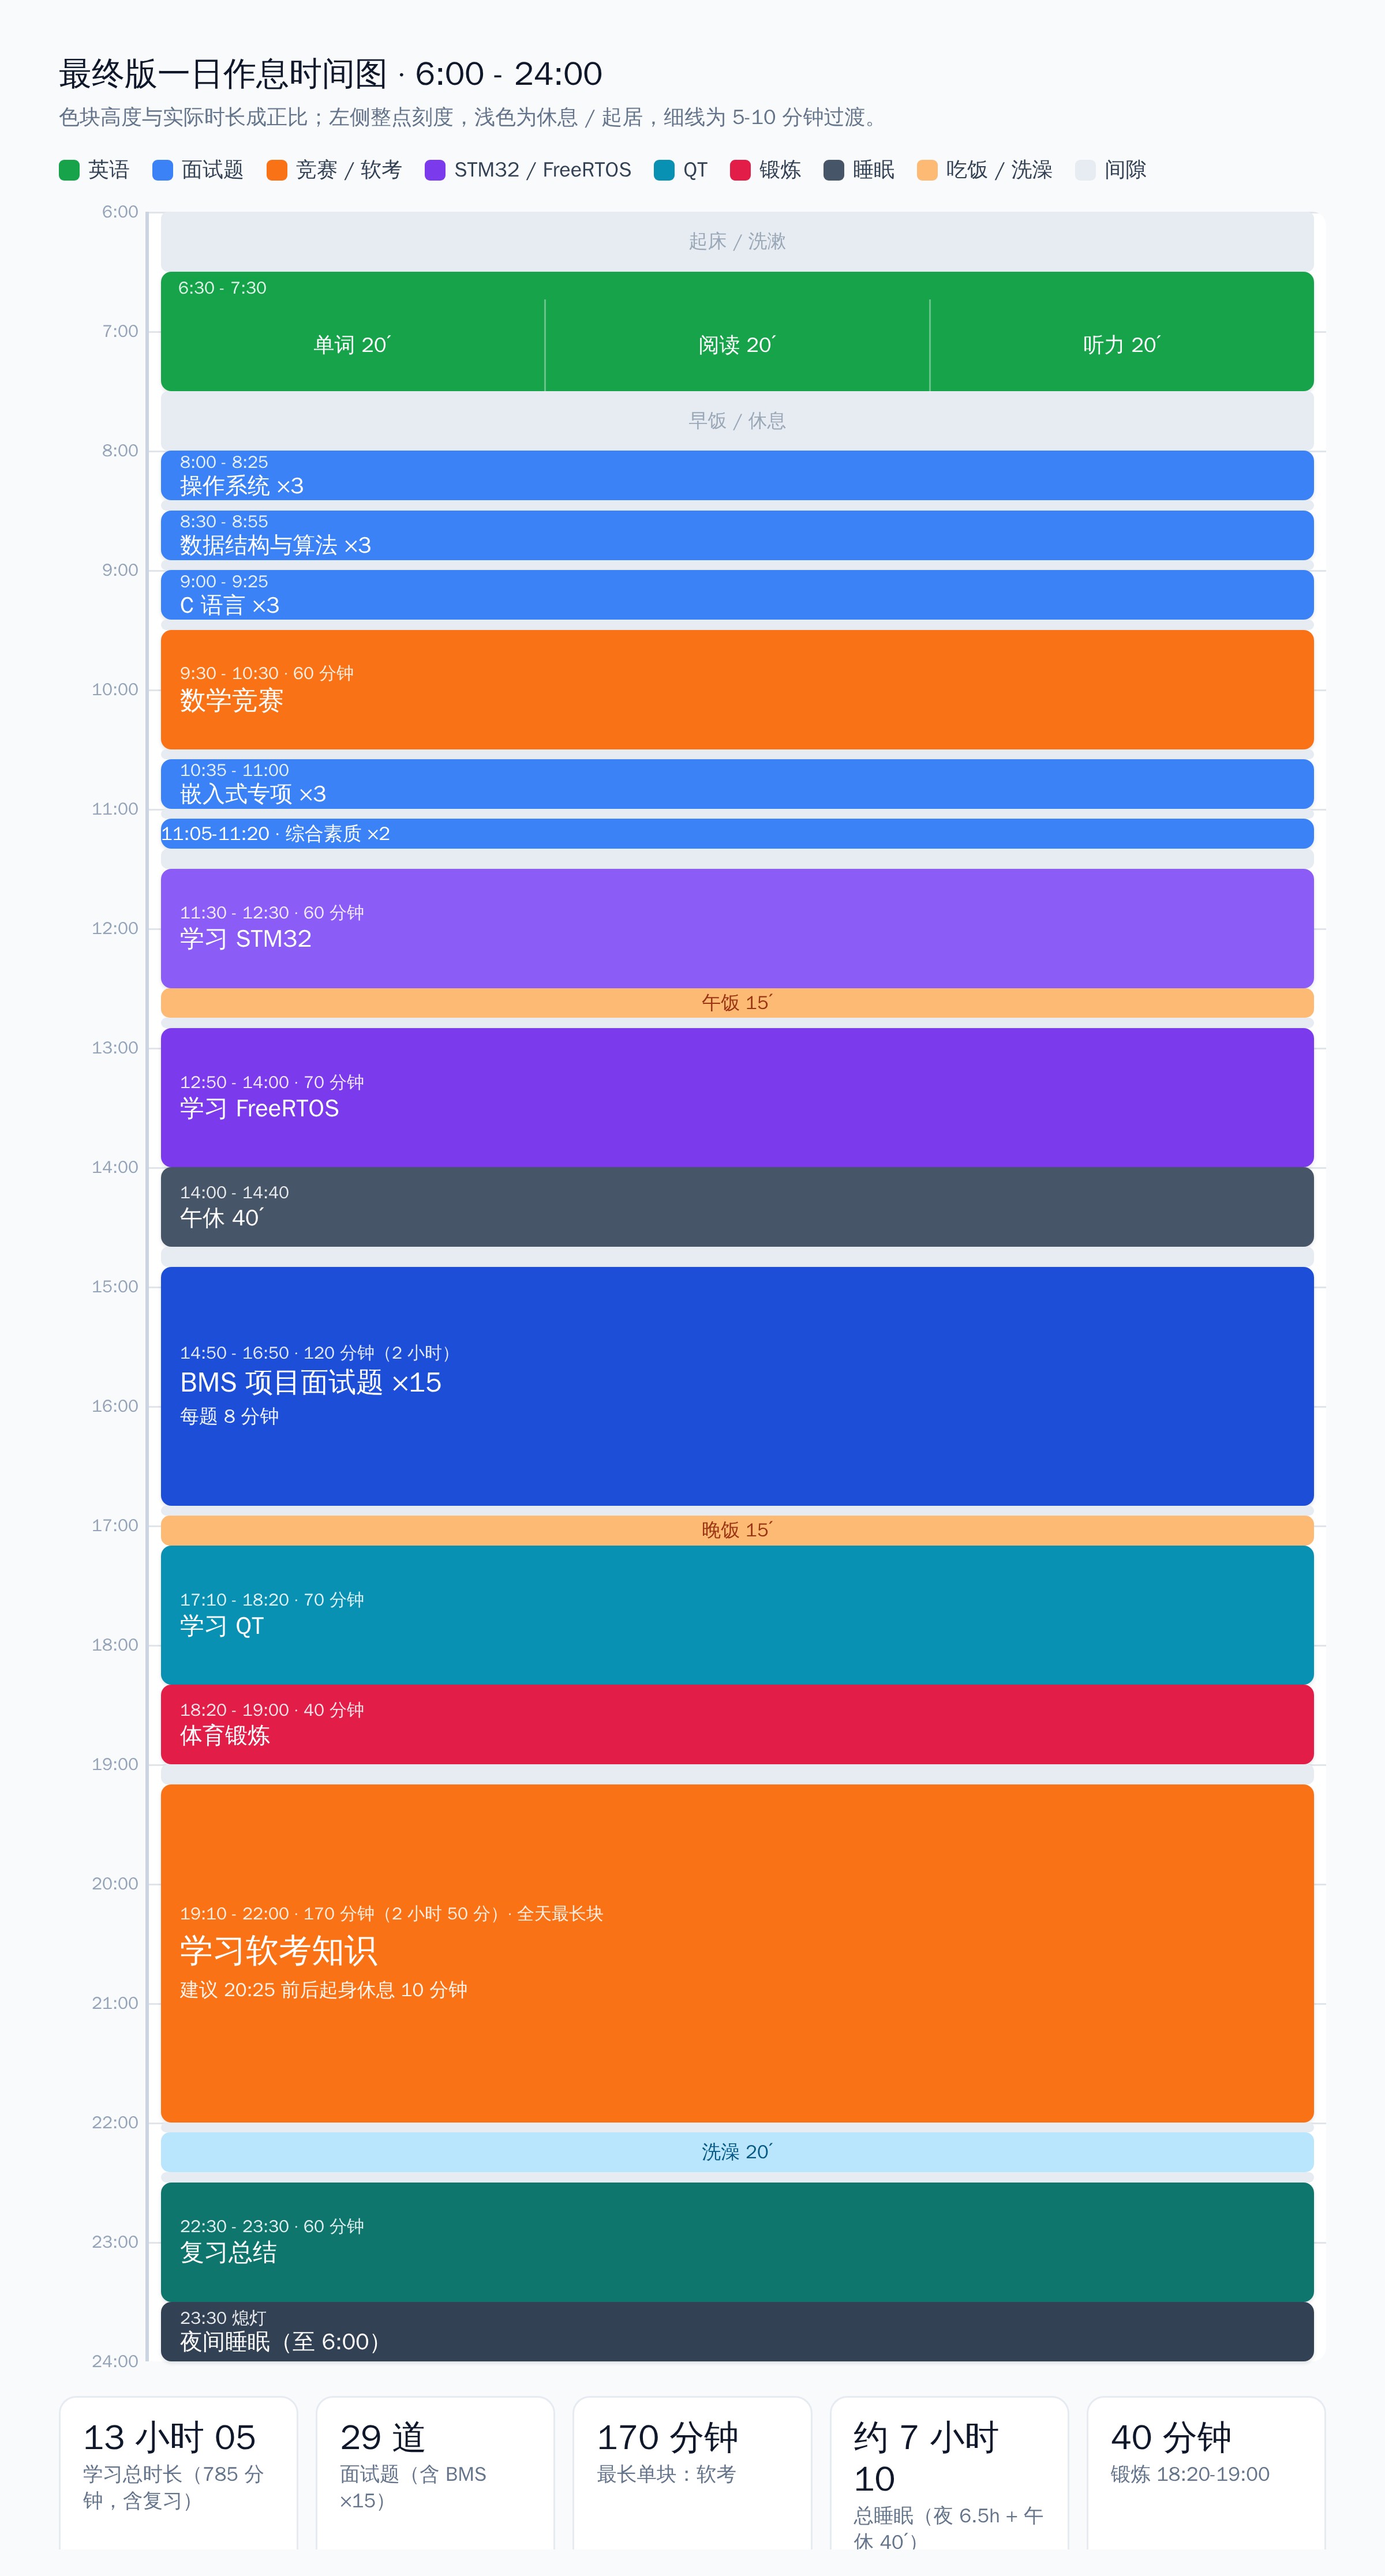 最终版一日作息时间图 · 6:00 - 24:00
色块高度与实际时长成正比；左侧整点刻度，浅色为休息 / 起居，细线为 5-10 分钟过渡。
英语 面试题 竞赛 / 软考 STM32 / FreeRTOS QT 锻炼 睡眠 吃饭 / 洗澡 间隙
6:00
起床 / 洗漱
6:30 - 7:30
7:00
单词 20′ 阅读 20′ 听力 20′
早饭 / 休息
8:00
8:00 - 8:25
操作系统 ×3
8:30 - 8:55
数据结构与算法 ×3
9:00
9:00 - 9:25
C 语言 ×3
9:30 - 10:30 · 60 分钟
10:00
数学竞赛
10:35 - 11:00
嵌入式专项 ×3
11:00
11:05-11:20 · 综合素质 ×2
11:30 - 12:30 · 60 分钟
12:00
学习 STM32
午饭 15′
13:00
12:50 - 14:00 · 70 分钟
学习 FreeRTOS
14:00
14:00 - 14:40
午休 40′
15:00
14:50 - 16:50 · 120 分钟（2 小时）
BMS 项目面试题 ×15
16:00
每题 8 分钟
17:00
晚饭 15′
17:10 - 18:20 · 70 分钟
学习 QT
18:00
18:20 - 19:00 · 40 分钟
体育锻炼
19:00
20:00
19:10 - 22:00 · 170 分钟（2 小时 50 分）· 全天最长块
学习软考知识
建议 20:25 前后起身休息 10 分钟
21:00
22:00
洗澡 20′
22:30 - 23:30 · 60 分钟
23:00
复习总结
23:30 熄灯
夜间睡眠（至 6:00）
24:00
13 小时 05
学习总时长（785 分
钟，含复习）
29 道
面试题（含 BMS
×15）
170 分钟
最长单块：软考
约 7 小时
10
总睡眠（夜 6.5h + 午
休 40′）
40 分钟
锻炼 18:20-19:00